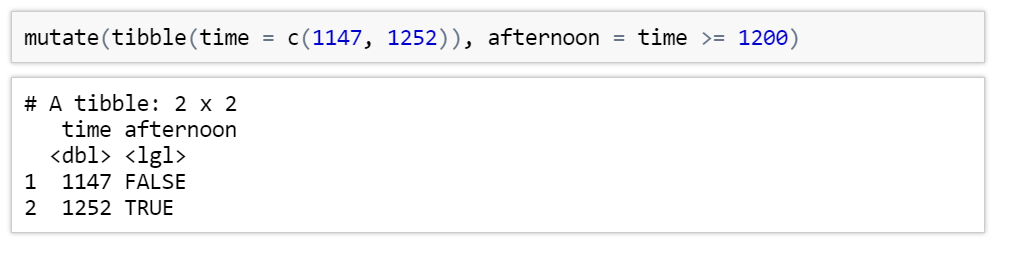 mutate(tibble(time = c(1147, 1252)), afternoon = time >= 1200)
# A tibble: 2 x 2
   time afternoon
  <dbl> <lgl>
1  1147 FALSE
2  1252 TRUE